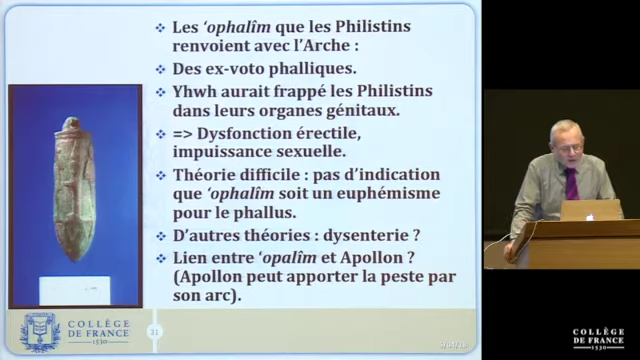 ❖ Les ‘ophalîm que les Philistins
renvoient avec l’Arche :
❖ Des ex-voto phalliques.
❖ Yhwh aurait frappé les Philistins
dans leurs organes génitaux.
❖ => Dysfonction érectile,
impuissance sexuelle.
❖ Théorie difficile : pas d’indication
que ‘ophalîm soit un euphémisme
pour le phallus.
❖ D’autres théories : dysenterie ?
❖ Lien entre ‘opalîm et Apollon ?
(Apollon peut apporter la peste par
son arc).
COLLÈGE
DE FRANCE
1530
31
COLLÈGE
DE FRANCE
1530